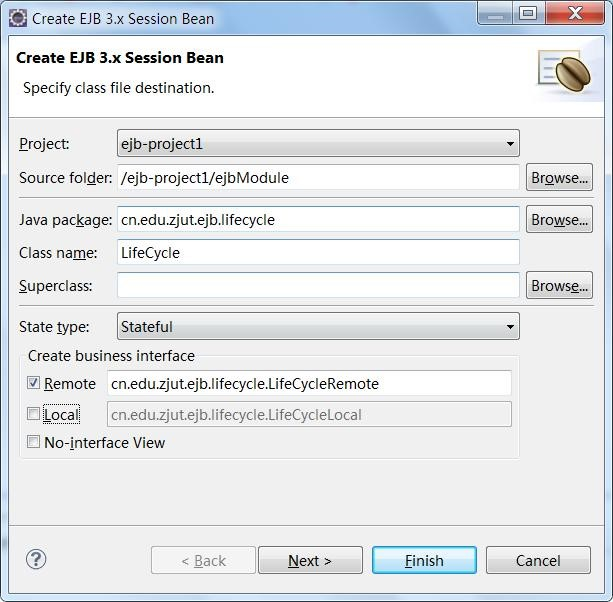 Create EJB 3.x Session Bean
Create EJB 3.x Session Bean
Specify class file destination.
Project: ejb-project1
Source folder: /ejb-project1/ejbModule Browse...
Java package: cn.edu.zjut.ejb.lifecycle Browse...
Class name: LifeCycle
Superclass: Browse...
State type: Stateful
Create business interface
Remote cn.edu.zjut.ejb.lifecycle.LifeCycleRemote
Local cn.edu.zjut.ejb.lifecycle.LifeCycleLocal
No-interface View
? < Back Next > Finish Cancel